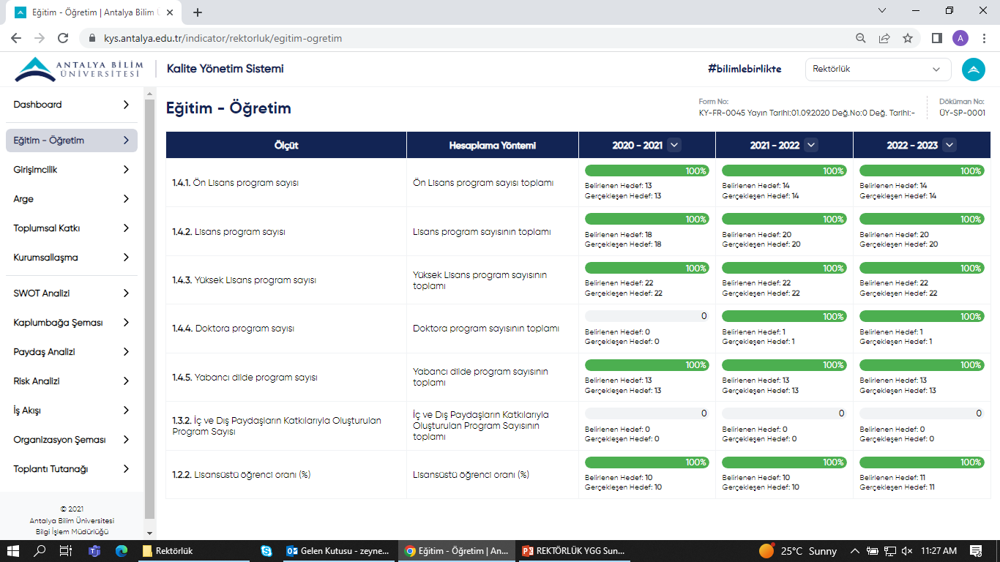 Eğitim - Öğretim | Antalya Bilim
kys.antalya.edu.tr/indicator/rektorluk/egitim-ogretim
A
ANTALYA BİLİM
ÜNİVERSİTESİ
Kalite Yönetim Sistemi
#bilimlebirlikte
Rektörlük
Dashboard
Eğitim - Öğretim
Girişimcilik
Arge
Toplumsal Katkı
Kurumsallaşma
SWOT Analizi
Kaplumbağa Şeması
Paydaş Analizi
Risk Analizi
İş Akışı
Organizasyon Şeması
Toplantı Tutanağı
© 2021
Antalya Bilim Üniversitesi
Bilgi İşlem Müdürlüğü
Eğitim - Öğretim
Form No:
KY-FR-0045 Yayın Tarihi:01.09.2020 Değ.No:0 Değ. Tarihi:-
Döküman No:
ÜY-SP-0001
Ölçüt Hesaplama Yöntemi 2020 - 2021 2021 - 2022 2022 - 2023
1.4.1. Ön Lisans program sayısı
Ön Lisans program sayısı toplamı
100%
Belirlenen Hedef: 13
Gerçekleşen Hedef: 13
100%
Belirlenen Hedef: 14
Gerçekleşen Hedef: 14
100%
Belirlenen Hedef: 14
Gerçekleşen Hedef: 14
1.4.2. Lisans program sayısı
Lisans program sayısının toplamı
100%
Belirlenen Hedef: 18
Gerçekleşen Hedef: 18
100%
Belirlenen Hedef: 20
Gerçekleşen Hedef: 20
100%
Belirlenen Hedef: 20
Gerçekleşen Hedef: 20
1.4.3. Yüksek Lisans program sayısı
Yüksek Lisans program sayısının
toplamı
100%
Belirlenen Hedef: 22
Gerçekleşen Hedef: 22
100%
Belirlenen Hedef: 22
Gerçekleşen Hedef: 22
100%
Belirlenen Hedef: 22
Gerçekleşen Hedef: 22
1.4.4. Doktora program sayısı
Doktora program sayısının toplamı
0
Belirlenen Hedef: 0
Gerçekleşen Hedef: 0
100%
Belirlenen Hedef: 1
Gerçekleşen Hedef: 1
100%
Belirlenen Hedef: 1
Gerçekleşen Hedef: 1
1.4.5. Yabancı dilde program sayısı
Yabancı dilde program sayısının
toplamı
100%
Belirlenen Hedef: 13
Gerçekleşen Hedef: 13
100%
Belirlenen Hedef: 13
Gerçekleşen Hedef: 13
100%
Belirlenen Hedef: 13
Gerçekleşen Hedef: 13
1.3.2. İç ve Dış Paydaşların Katkılarıyla Oluşturulan
Program Sayısı
İç ve Dış Paydaşların Katkılarıyla
Oluşturulan Program Sayısının
toplamı
0
Belirlenen Hedef: 0
Gerçekleşen Hedef: 0
0
Belirlenen Hedef: 0
Gerçekleşen Hedef: 0
0
Belirlenen Hedef: 0
Gerçekleşen Hedef: 0
1.2.2. Lisansüstü öğrenci oranı (%)
Lisansüstü öğrenci oranı (%)
100%
Belirlenen Hedef: 10
Gerçekleşen Hedef: 10
100%
Belirlenen Hedef: 10
Gerçekleşen Hedef: 10
100%
Belirlenen Hedef: 11
Gerçekleşen Hedef: 11
Rektörlük
Gelen Kutusu - zeyne...
Eğitim - Öğretim | An...
REKTÖRLÜK YGG Sun...
25°C Sunny
11:27 AM